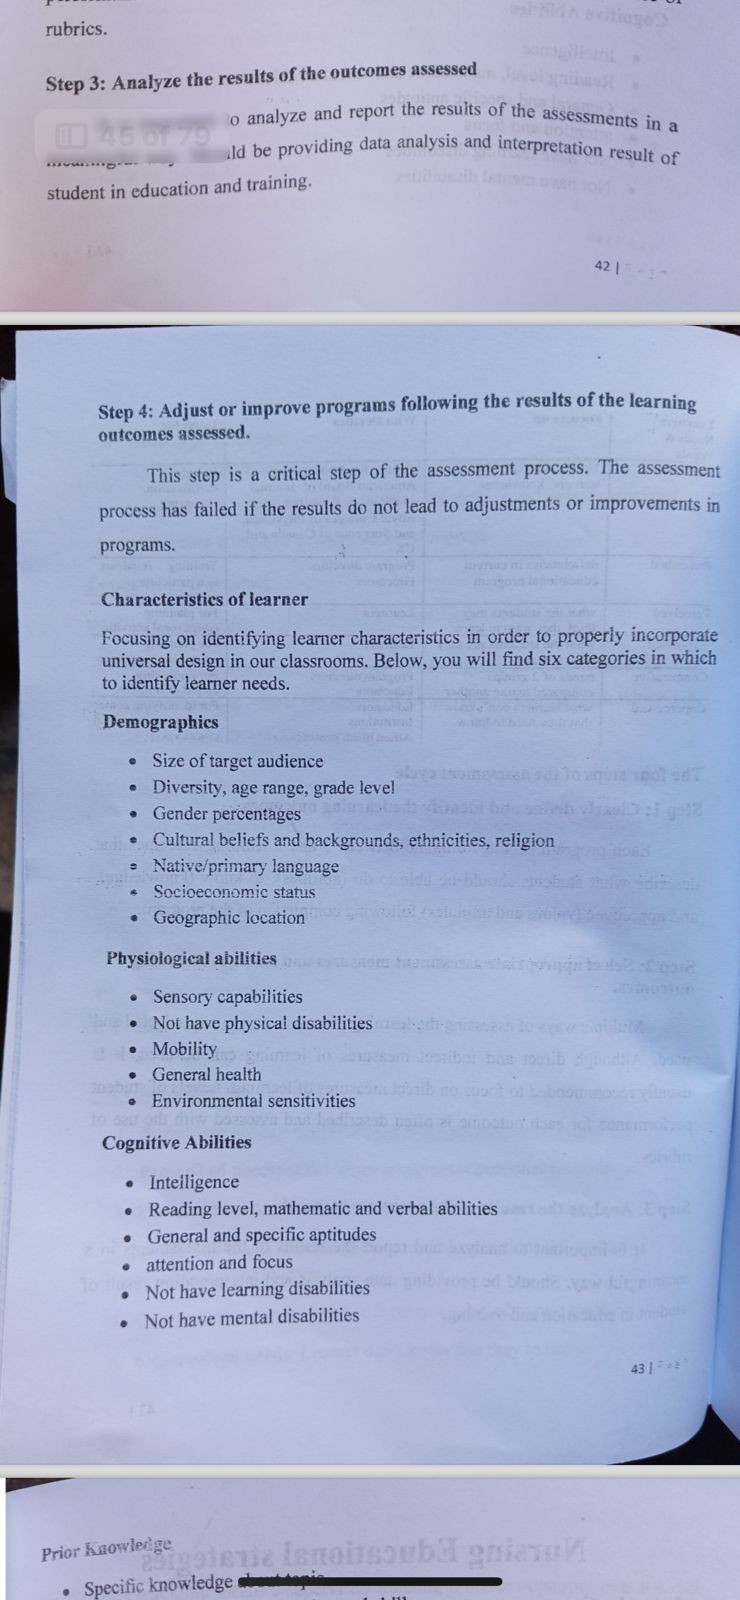 rubrics.
Step 3: Analyze the results of the outcomes assessed
to analyze and report the results of the assessments in a
be providing data analysis and interpretation result of
student in education and training.
45 of 79
42 |
Step 4: Adjust or improve programs following the results of the learning
outcomes assessed.
This step is a critical step of the assessment process. The assessment
process has failed if the results do not lead to adjustments or improvements in
programs.
Characteristics of learner
Focusing on identifying learner characteristics in order to properly incorporate
universal design in our classrooms. Below, you will find six categories in which
to identify learner needs.
Demographics
• Size of target audience
• Diversity, age range, grade level
• Gender percentages
• Cultural beliefs and backgrounds, ethnicities, religion
• Native/primary language
• Socioeconomic status
• Geographic location
Physiological abilities
• Sensory capabilities
• Not have physical disabilities
• Mobility
• General health
• Environmental sensitivities
Cognitive Abilities
• Intelligence
• Reading level, mathematic and verbal abilities
• General and specific aptitudes
• attention and focus
• Not have learning disabilities
• Not have mental disabilities
43 |
Prior Knowledge
• Specific knowledge